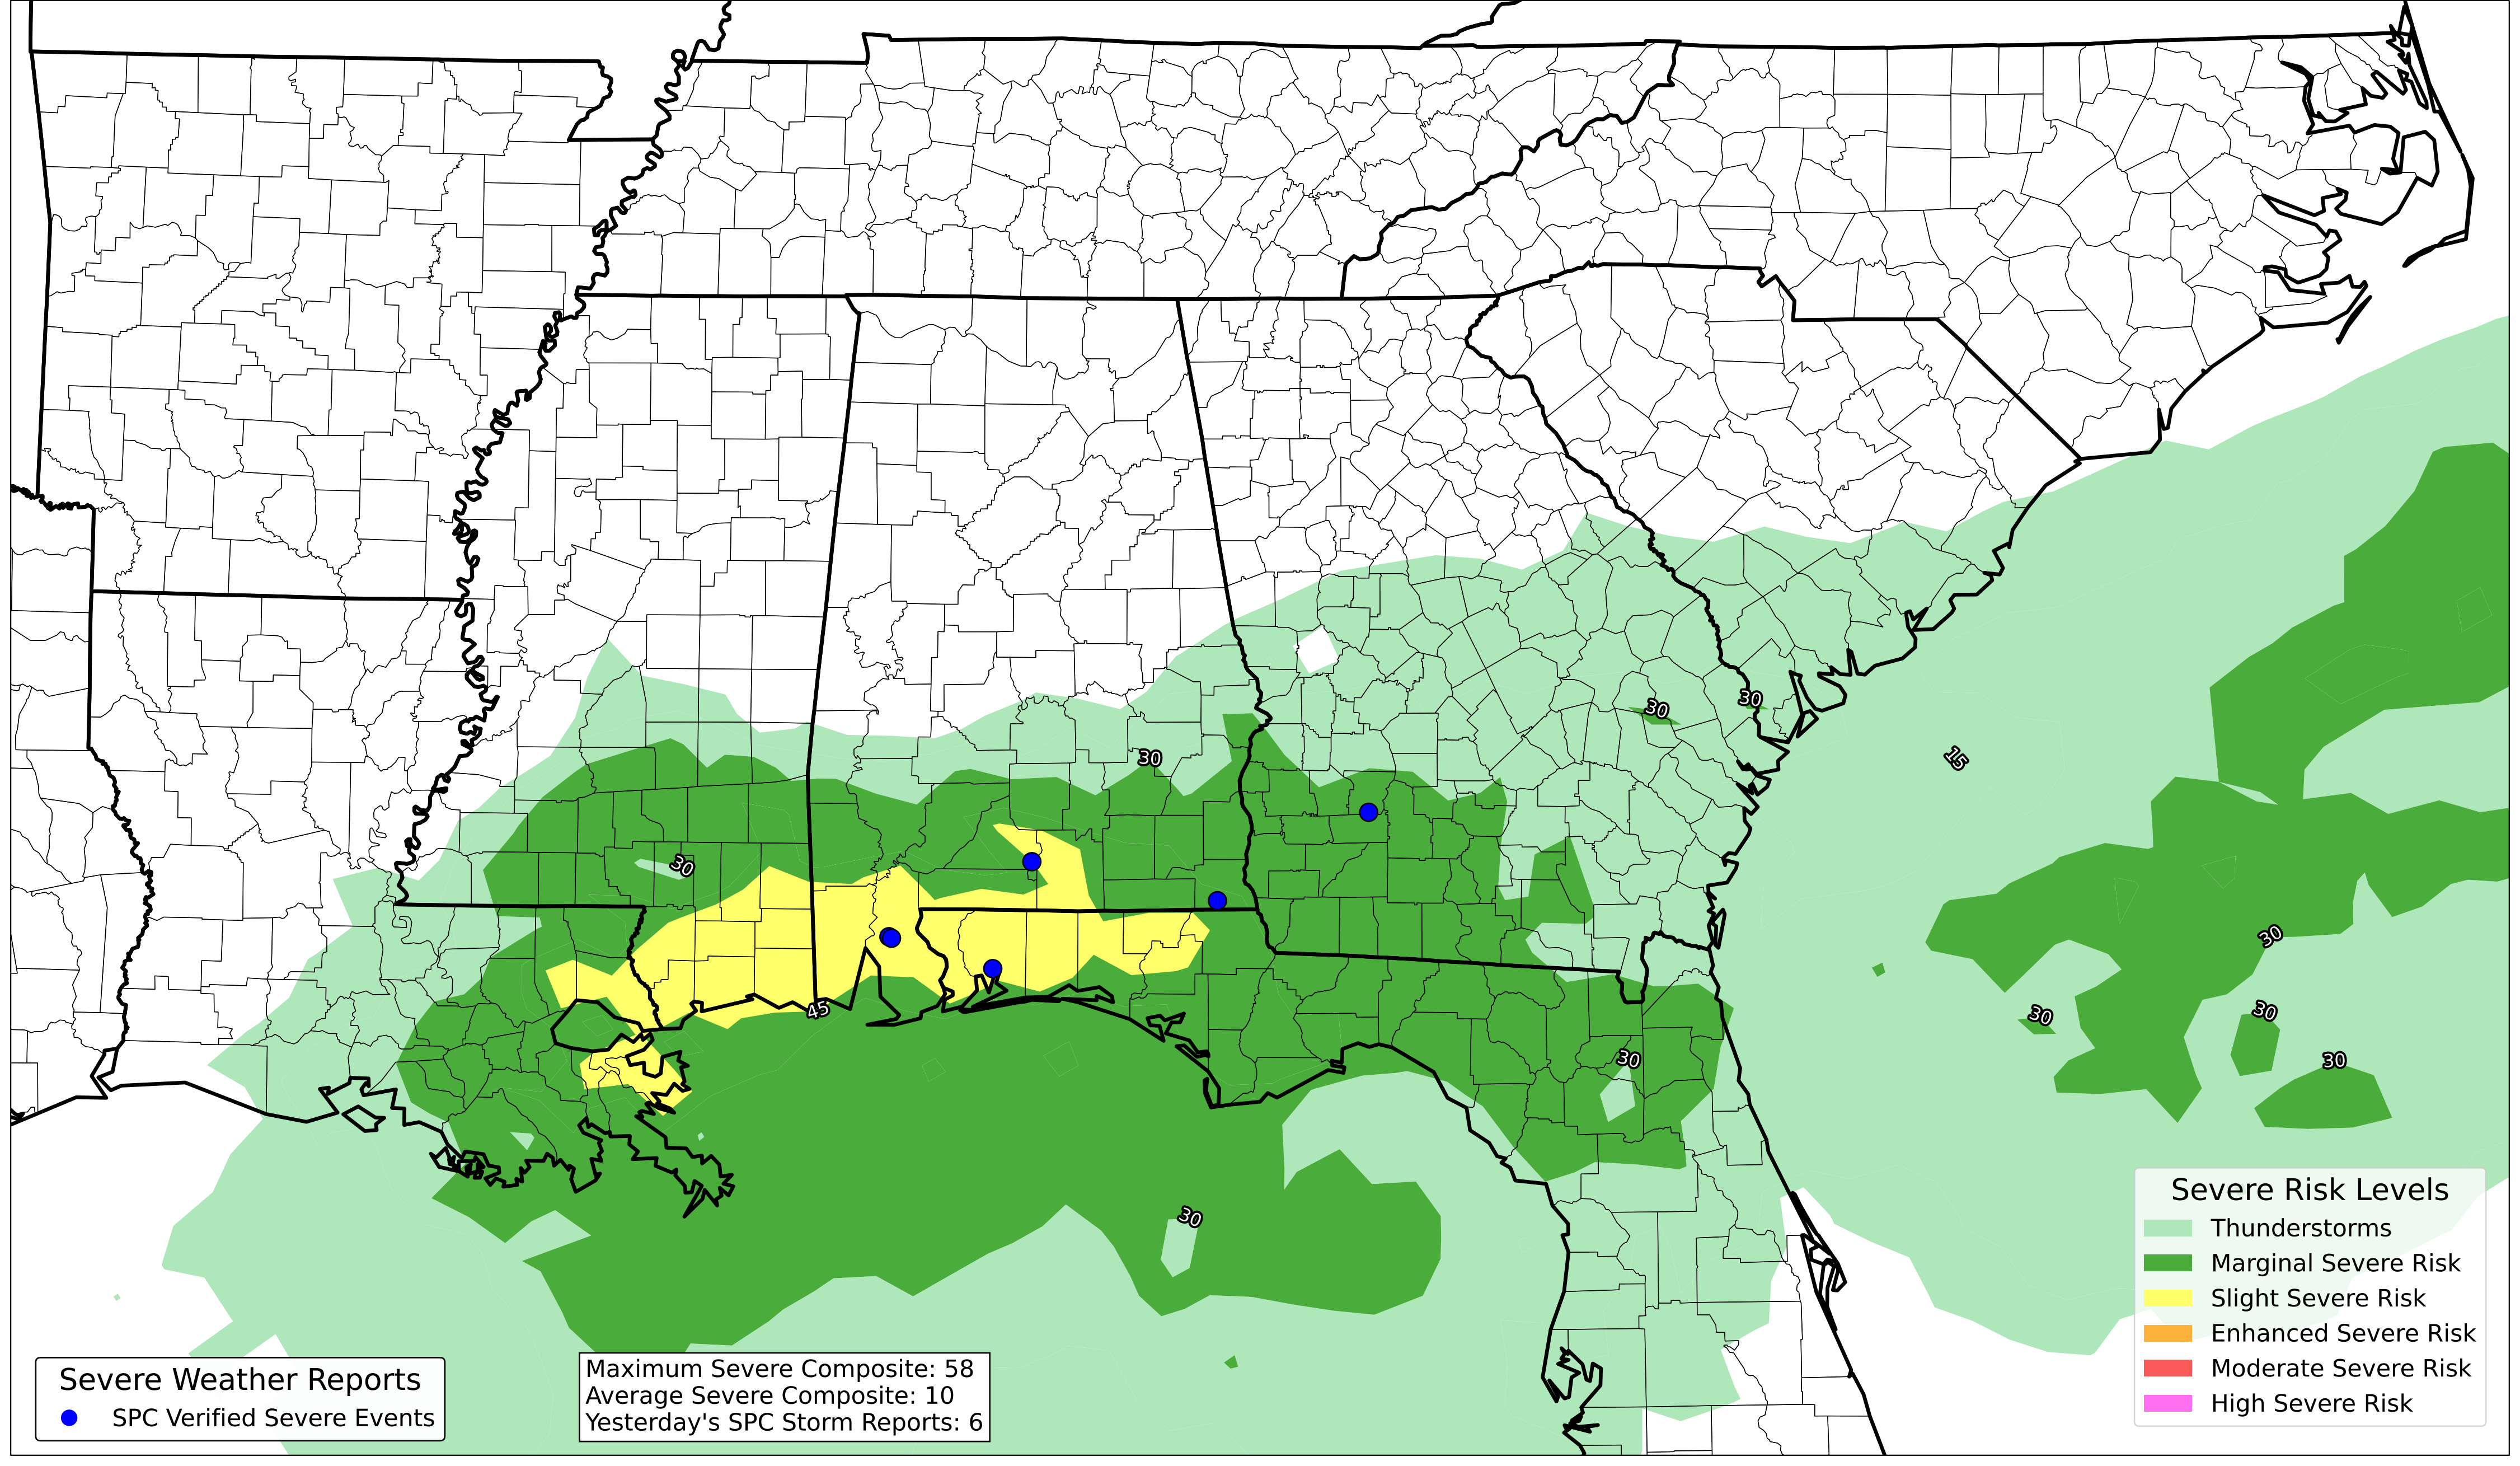 30
30
30
15
30
30
45
30
30
30
30
30
Severe Risk Levels
Thunderstorms
Marginal Severe Risk
Slight Severe Risk
Enhanced Severe Risk
Moderate Severe Risk
High Severe Risk
Severe Weather Reports
SPC Verified Severe Events
Maximum Severe Composite: 58
Average Severe Composite: 10
Yesterday's SPC Storm Reports: 6